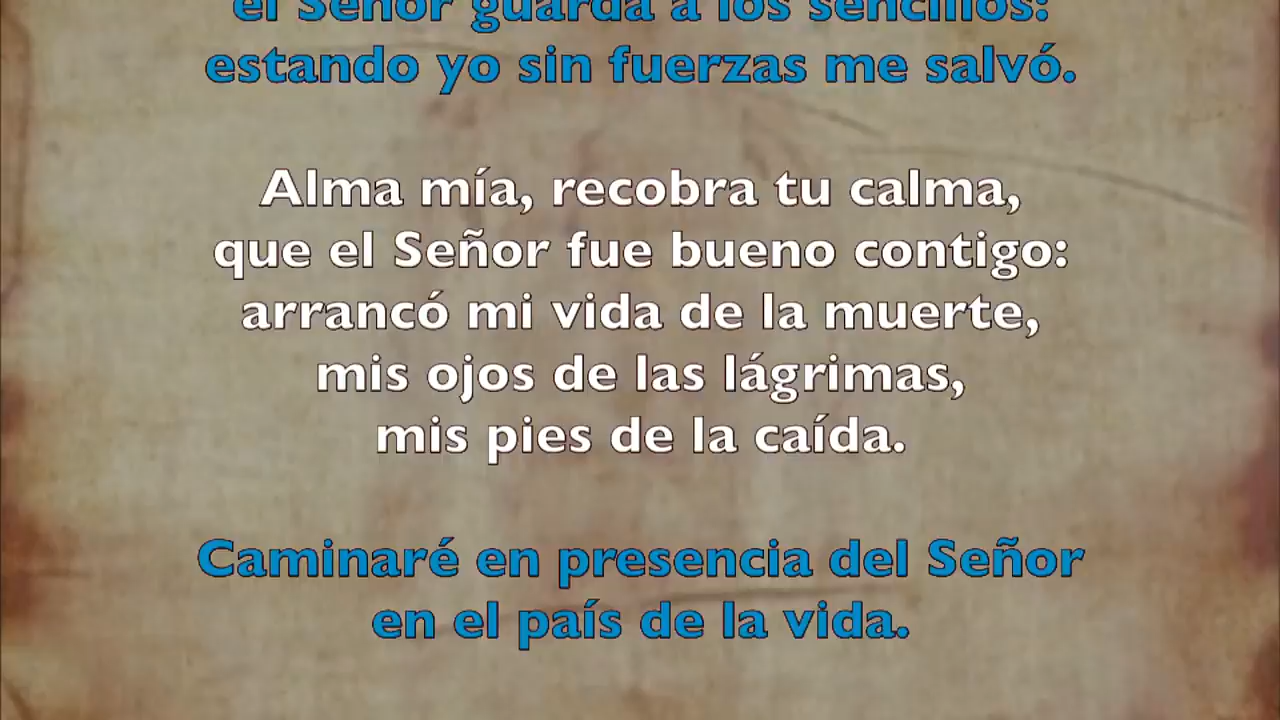 el Señor guarda a los sencillos:
estando yo sin fuerzas me salvó.
Alma mía, recobra tu calma,
que el Señor fue bueno contigo:
arrancó mi vida de la muerte,
mis ojos de las lágrimas,
mis pies de la caída.
Caminaré en presencia del Señor
en el país de la vida.